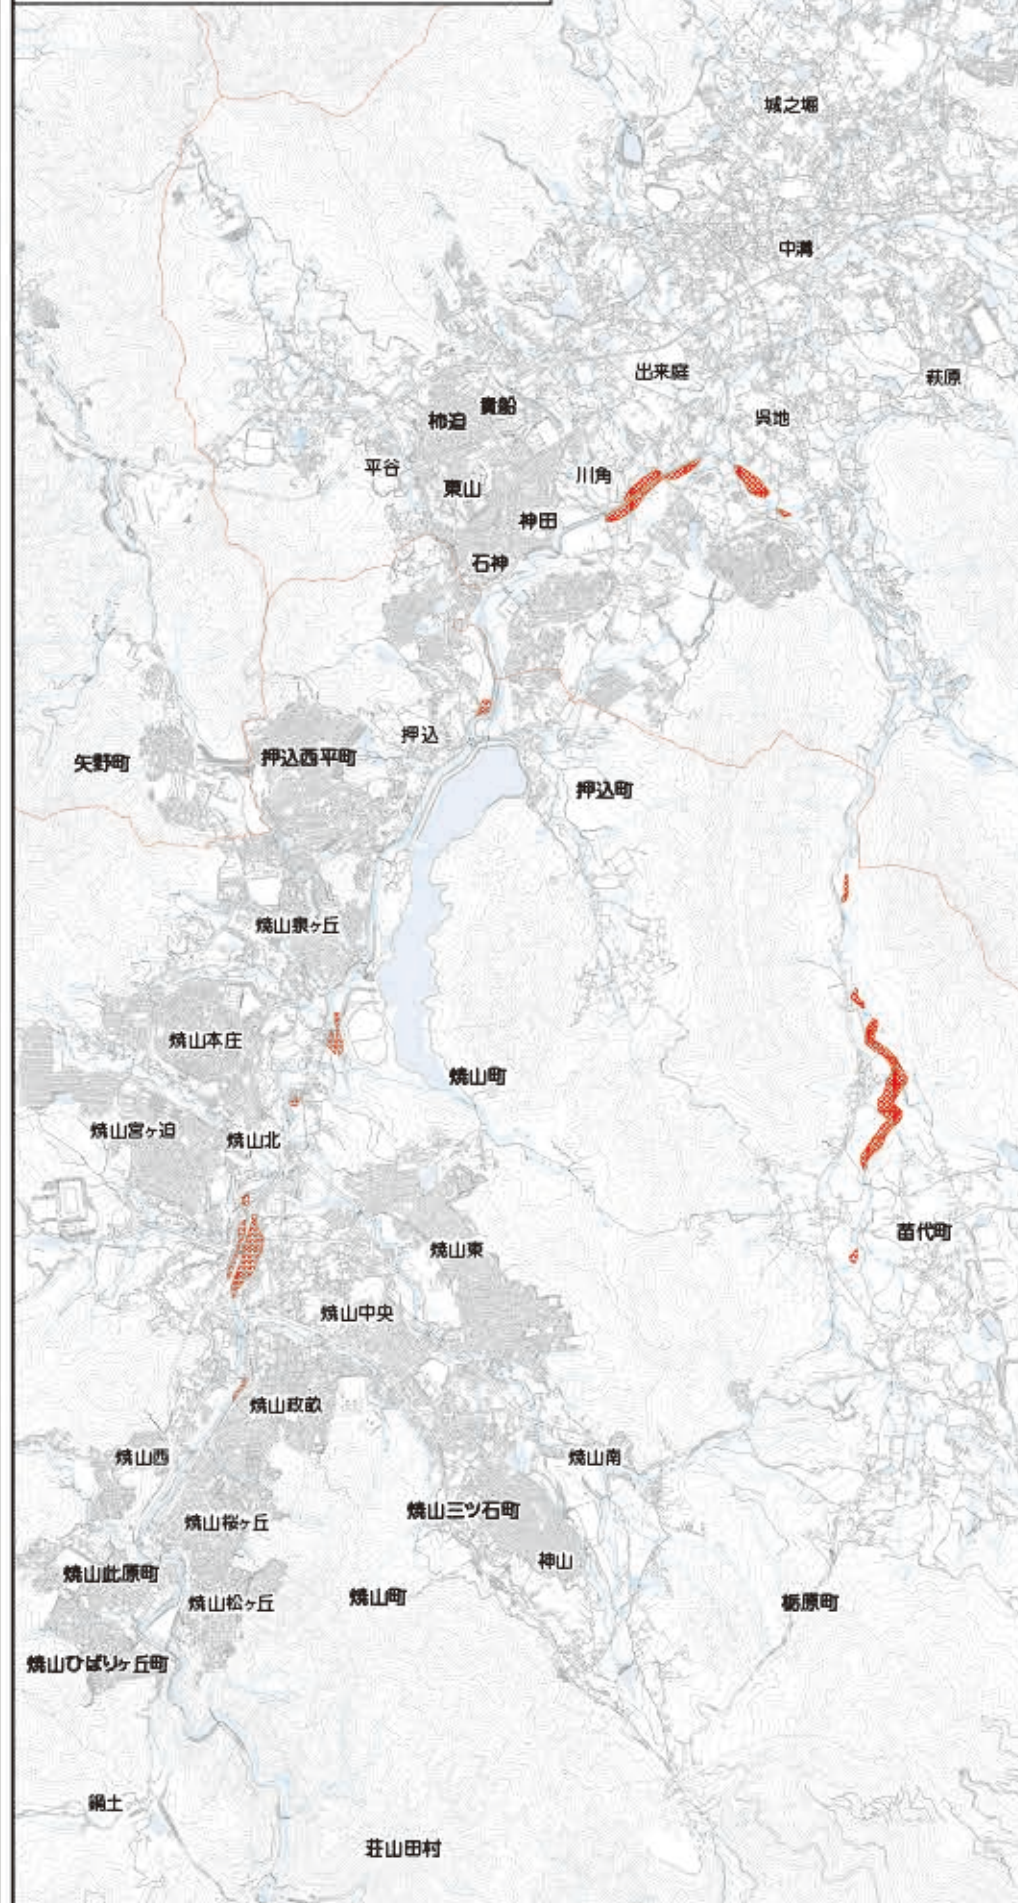 城之堀
中溝
出来庭
萩原
貴船
呉地
柿迫
平谷
川角
東山
神田
石神
押込
押込西平町
矢野町
押込町
焼山泉ヶ丘
焼山本庄
焼山町
焼山宮ヶ迫
焼山北
苗代町
焼山東
焼山中央
焼山政畝
焼山西
焼山南
焼山三ツ石町
焼山桜ヶ丘
神山
焼山此原町
焼山町
焼山松ヶ丘
栃原町
焼山ひばりヶ丘町
鍋土
荘山田村